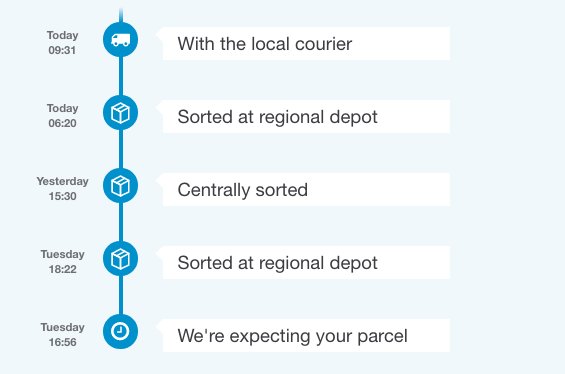 Today
09:31
With the local courier
Today
06:20
Sorted at regional depot
Yesterday
15:30
Centrally sorted
Tuesday
18:22
Sorted at regional depot
Tuesday
16:56
We're expecting your parcel